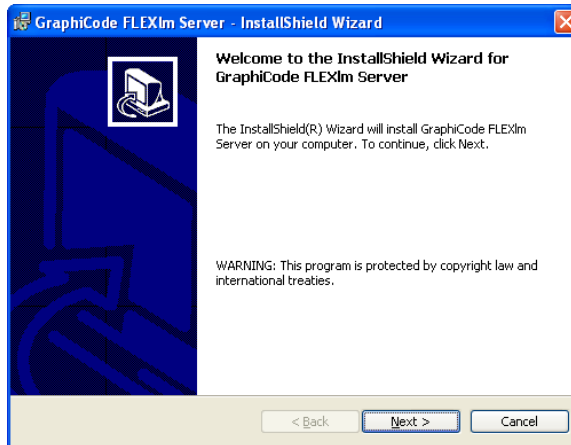 GraphiCode FLEXlm Server - InstallShield Wizard
Welcome to the InstallShield Wizard for
GraphiCode FLEXlm Server
The InstallShield(R) Wizard will install GraphiCode FLEXlm
Server on your computer. To continue, click Next.
WARNING: This program is protected by copyright law and
international treaties.
< Back
Next >
Cancel